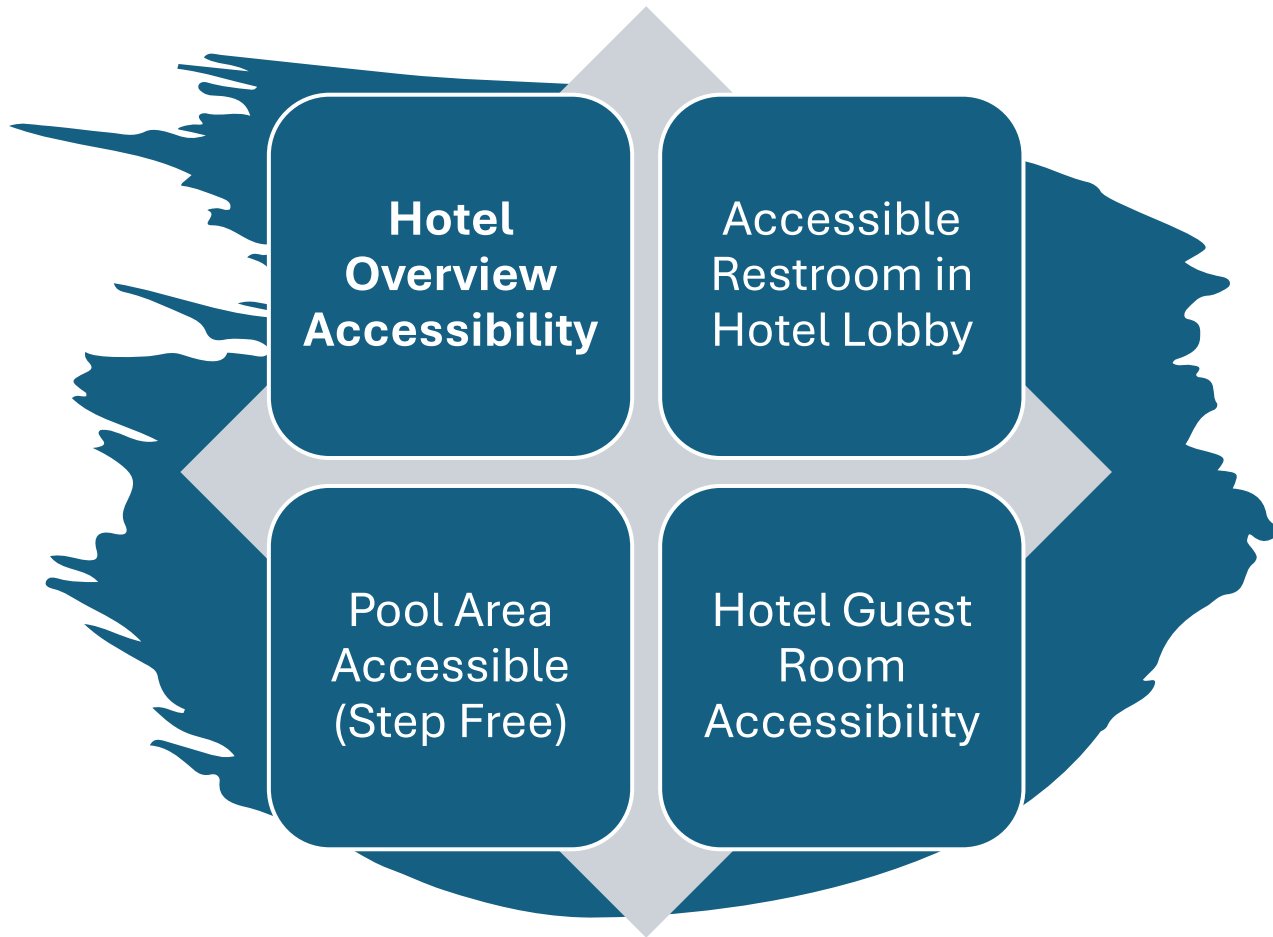 Hotel
Overview
Accessibility
Accessible
Restroom in
Hotel Lobby
Pool Area
Accessible
(Step Free)
Hotel Guest
Room
Accessibility